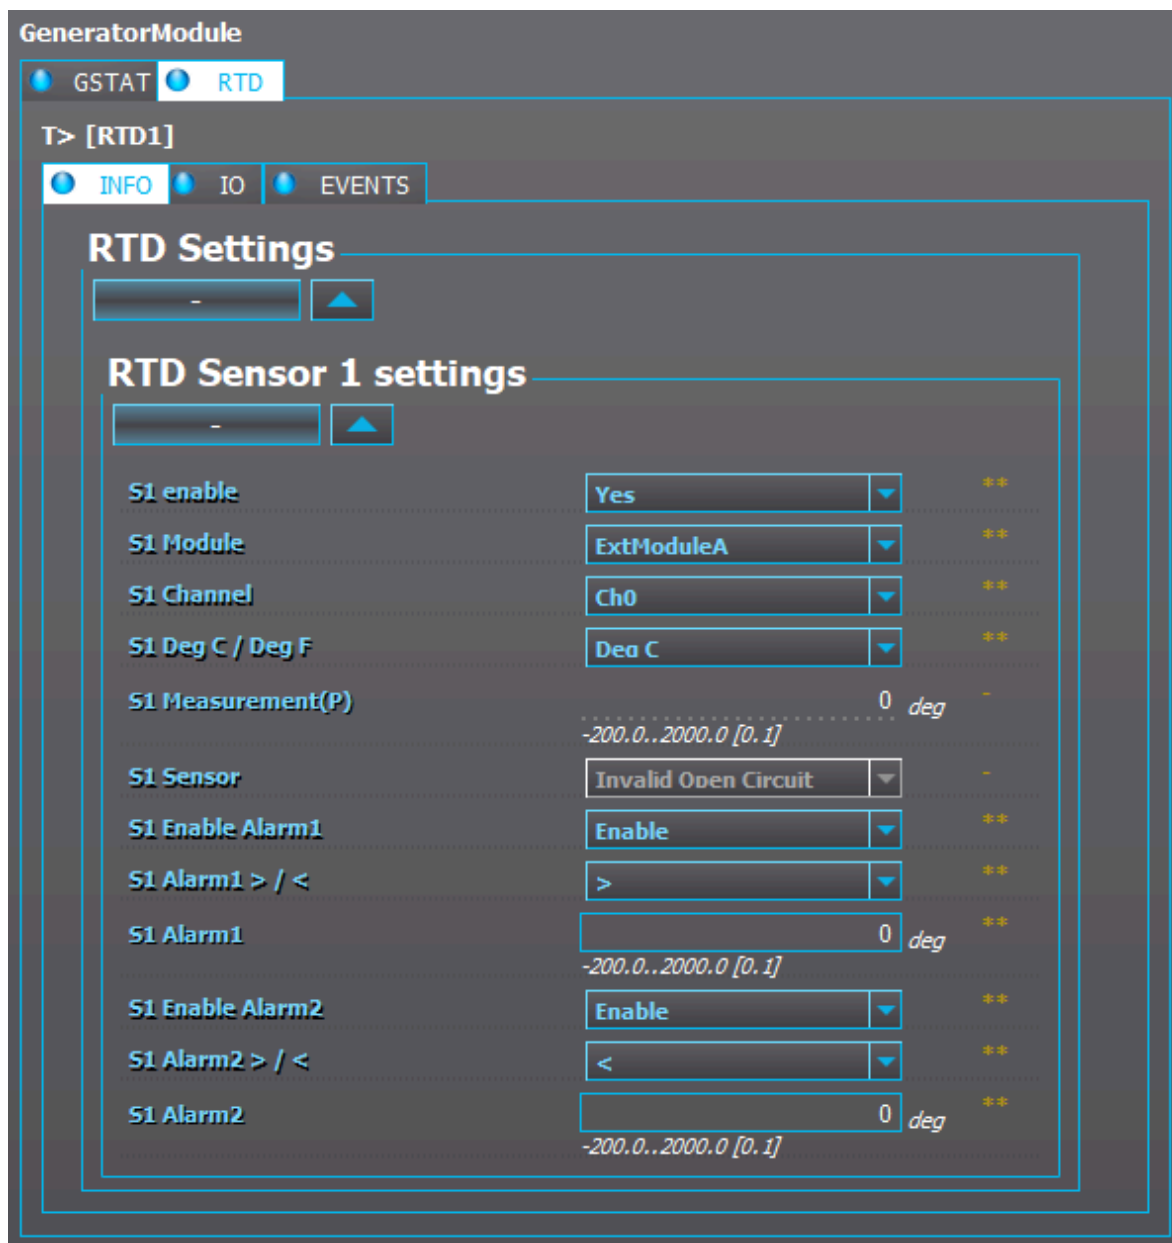 GeneratorModule
GSTAT RTD
T> [RTD1]
INFO IO EVENTS
RTD Settings
-
RTD Sensor 1 settings
-
S1 enable Yes **
S1 Module ExtModuleA **
S1 Channel Ch0 **
S1 Deg C / Deg F Deg C **
S1 Measurement(P) 0 deg -
-200.0..2000.0 [0.1]
S1 Sensor Invalid Open Circuit -
S1 Enable Alarm1 Enable **
S1 Alarm1 > / < > **
S1 Alarm1 0 deg **
-200.0..2000.0 [0.1]
S1 Enable Alarm2 Enable **
S1 Alarm2 > / < < **
S1 Alarm2 0 deg **
-200.0..2000.0 [0.1]